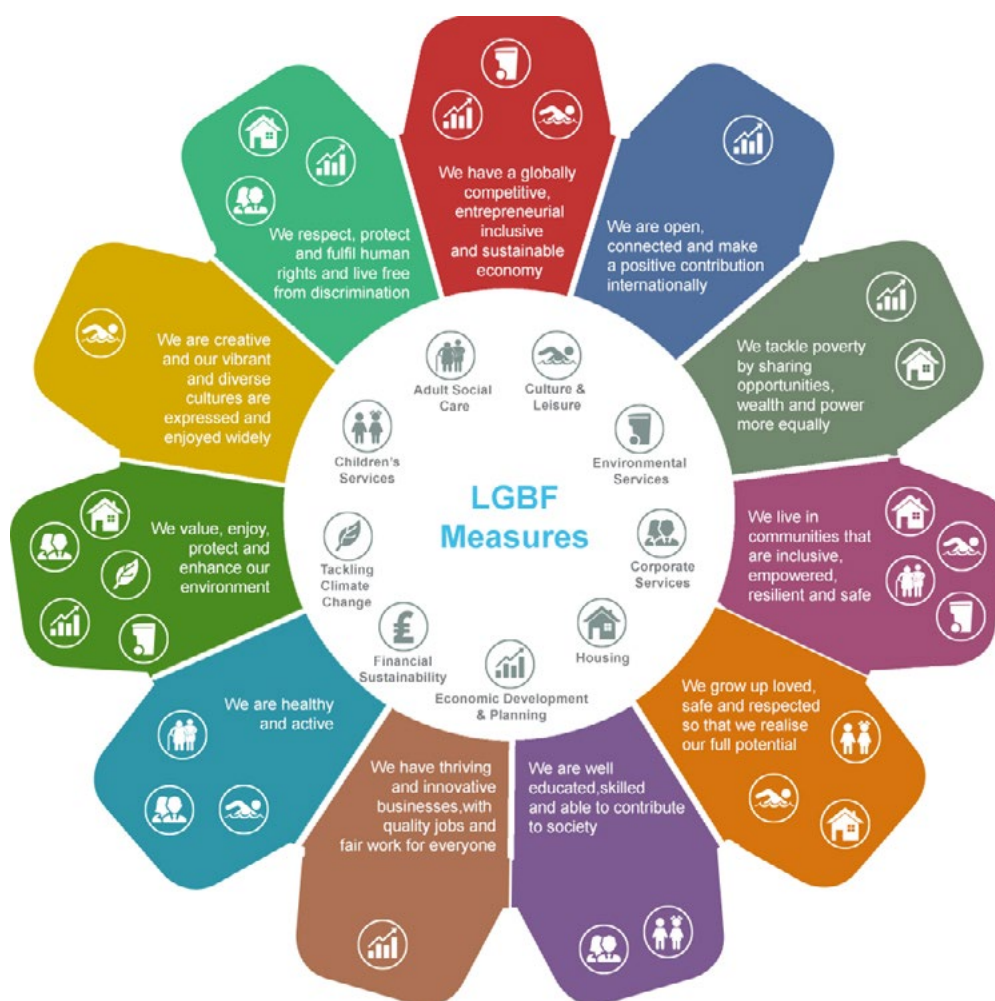 We have a globally
competitive,
entrepreneurial
inclusive
and sustainable
economy
We are open,
connected and make
a positive contribution
internationally
We tackle poverty
by sharing
opportunities,
wealth and power
more equally
We live in
communities that
are inclusive,
empowered,
resilient and safe
We grow up loved,
safe and respected
so that we realise
our full potential
We are well
educated,skilled
and able to contribute
to society
We have thriving
and innovative
businesses,with
quality jobs and
fair work for everyone
We are healthy
and active
We value, enjoy,
protect and
enhance our
environment
We are creative
and our vibrant
and diverse
cultures are
expressed and
enjoyed widely
We respect, protect
and fulfil human
rights and live free
from discrimination
LGBF
Measures
Adult Social
Care
Culture &
Leisure
Environmental
Services
Corporate
Services
Housing
Economic Development
& Planning
Financial
Sustainability
Tackling
Climate
Change
Children's
Services